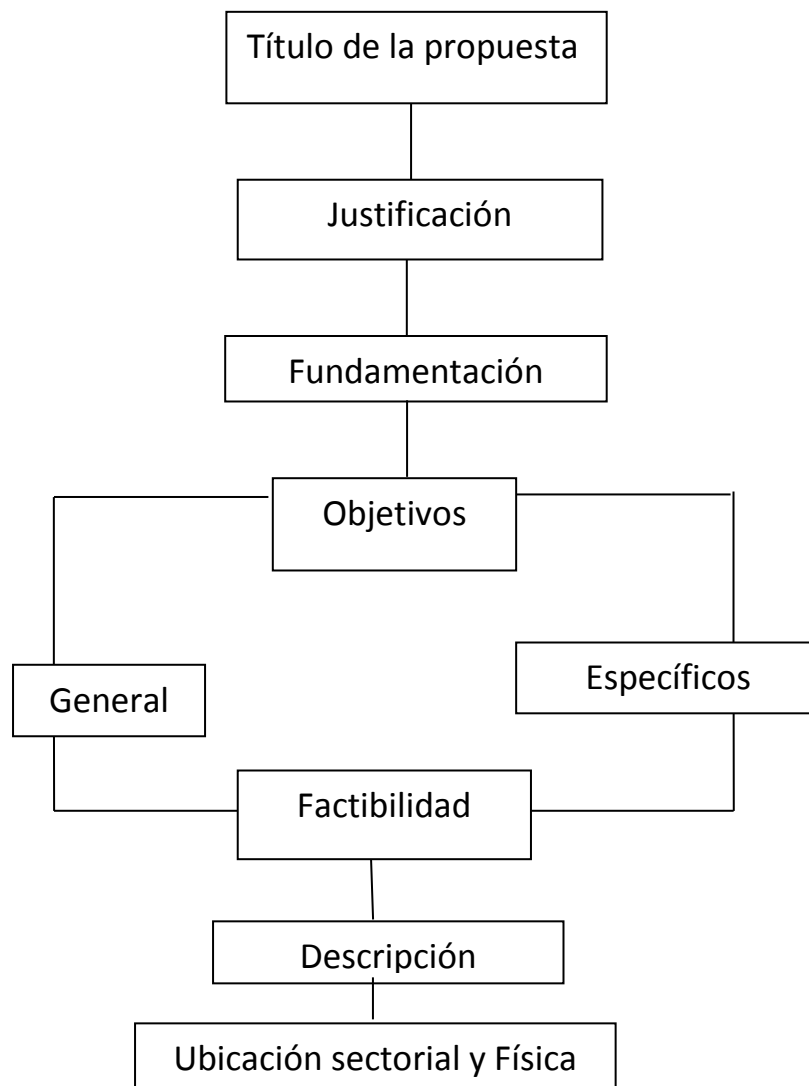 Título de la propuesta
Justificación
Fundamentación
Objetivos
General
Específicos
Factibilidad
Descripción
Ubicación sectorial y Física